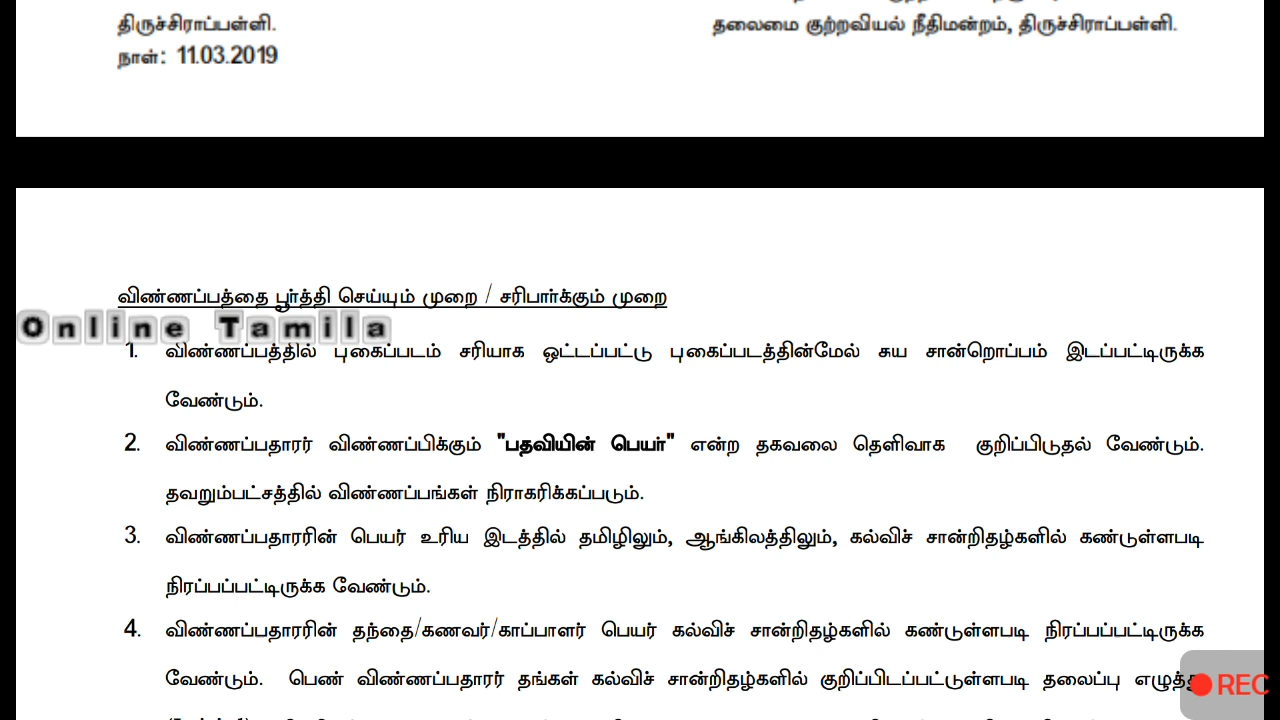 திருச்சிராப்பள்ளி.
தலைமை குற்றவியல் நீதிமன்றம், திருச்சிராப்பள்ளி.
நாள்: 11.03.2019
விண்ணப்பத்தை பூர்த்தி செய்யும் முறை / சரிபார்க்கும் முறை
Online Tamila
1. விண்ணப்பத்தில் புகைப்படம் சரியாக ஒட்டப்பட்டு புகைப்படத்தின்மேல் சுய சான்றொப்பம் இடப்பட்டிருக்க
வேண்டும்.
2. விண்ணப்பதாரர் விண்ணப்பிக்கும் "பதவியின் பெயர்" என்ற தகவலை தெளிவாக குறிப்பிடுதல் வேண்டும்.
தவறும்பட்சத்தில் விண்ணப்பங்கள் நிராகரிக்கப்படும்.
3. விண்ணப்பதாரரின் பெயர் உரிய இடத்தில் தமிழிலும், ஆங்கிலத்திலும், கல்விச் சான்றிதழ்களில் கண்டுள்ளபடி
நிரப்பப்பட்டிருக்க வேண்டும்.
4. விண்ணப்பதாரரின் தந்தை/கணவர்/காப்பாளர் பெயர் கல்விச் சான்றிதழ்களில் கண்டுள்ளபடி நிரப்பப்பட்டிருக்க
வேண்டும். பெண் விண்ணப்பதாரர் தங்கள் கல்விச் சான்றிதழ்களில் குறிப்பிடப்பட்டுள்ளபடி தலைப்பு எழுத்து
REC